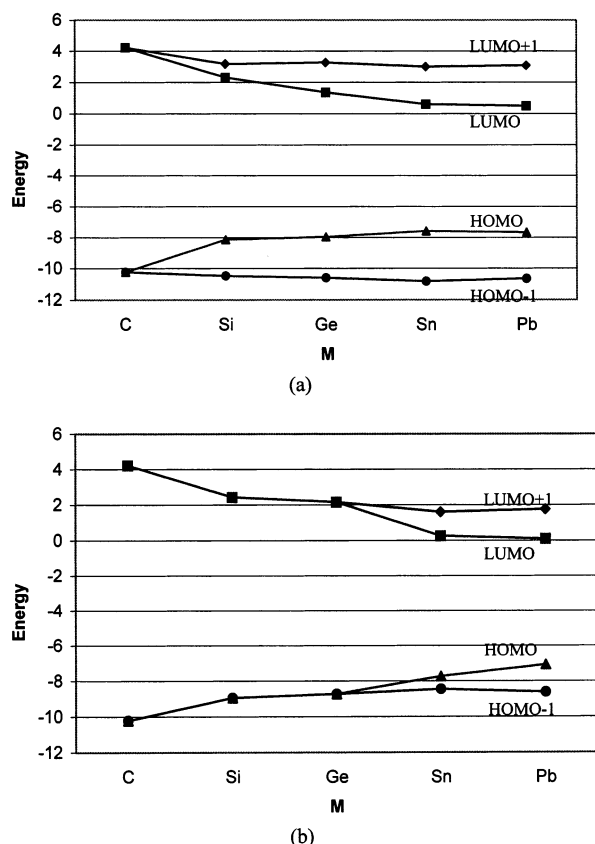 6
4
2
0
-2
-4
-6
-8
-10
-12
Energy
LUMO+1
LUMO
HOMO
HOMO-1
C Si Ge Sn Pb
M
(a)
6
4
2
0
-2
-4
-6
-8
-10
-12
Energy
LUMO+1
LUMO
HOMO
HOMO-1
C Si Ge Sn Pb
M
(b)